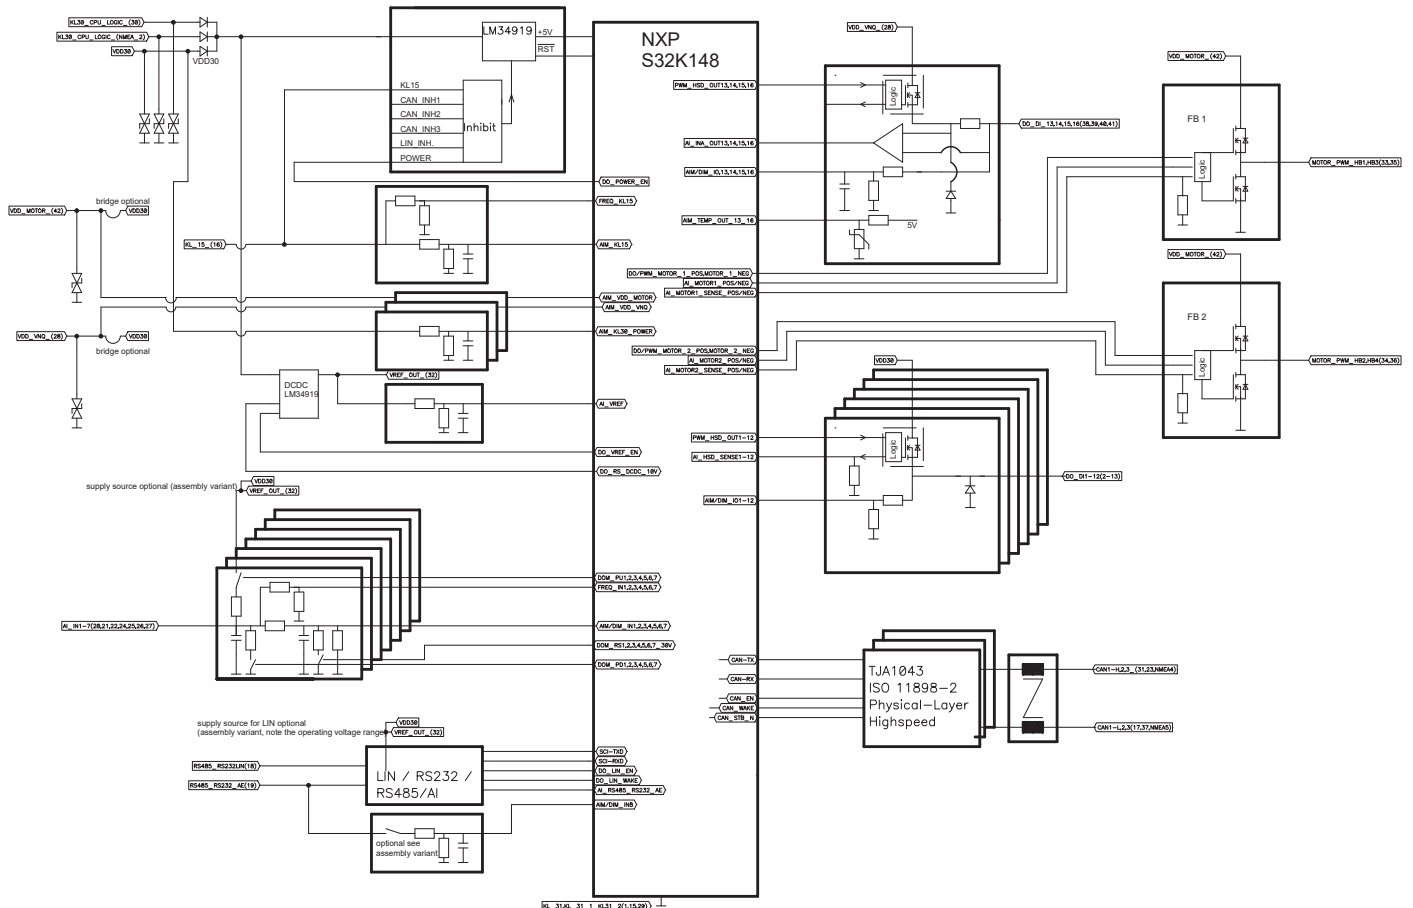 KL30_CPU_LOGIC_(30)
KL30_CPU_LOGIC_(NMEA_2)
VDD30
VDD30
LM34919
+5V
RST
KL15
CAN_INH1
CAN_INH2
CAN_INH3
LIN_INH.
POWER
Inhibit
NXP
S32K148
DO_POWER_EN
FREQ_KL15
AIM_KL15
bridge optional
VDD_MOTOR_(42)
VDD30
KL_15_(16)
VDD_VNQ_(28)
VDD30
bridge optional
AIM_VDD_MOTOR
AIM_VDD_VNQ
AIM_KL30_POWER
VREF_OUT_(32)
DCDC
LM34919
AI_VREF
DO_VREF_EN
DO_RS_DCDC_10V
VDD30
supply source optional (assembly variant)
VREF_OUT_(32)
DOM_PU1,2,3,4,5,6,7
FREQ_IN1,2,3,4,5,6,7
AI_IN1-7(20,21,22,24,25,26,27)
AIM/DIM_IN1,2,3,4,5,6,7
DOM_RS1,2,3,4,5,6,7_30V
DOM_PD1,2,3,4,5,6,7
supply source for LIN optional
(assembly variant, note the operating voltage range)
VDD30
VREF_OUT_(32)
RS485_RS232LIN(18)
RS485_RS232_AE(19)
LIN / RS232 /
RS485/AI
SCI-TXD
SCI-RXD
DO_LIN_EN
DO_LIN_WAKE
AI_RS485_RS232_AE
AIM/DIM_IN8
optional see
assembly variant
KL_31,KL_31_1_KL31_2(1,15,29)
VDD_VNQ_(28)
PWM_HSD_OUT13,14,15,16
Logic
AI_INA_OUT13,14,15,16
DO_DI_13,14,15,16(38,39,40,41)
AIM/DIM_IO,13,14,15,16
AIM_TEMP_OUT_13_16
5V
DO/PWM_MOTOR_1_POS,MOTOR_1_NEG
AI_MOTOR1_POS/NEG
AI_MOTOR1_SENSE_POS/NEG
VDD_MOTOR_(42)
FB 1
Logic
MOTOR_PWM_HB1,HB3(33,35)
VDD_MOTOR_(42)
FB 2
Logic
MOTOR_PWM_HB2,HB4(34,36)
DO/PWM_MOTOR_2_POS,MOTOR_2_NEG
AI_MOTOR2_POS/NEG
AI_MOTOR2_SENSE_POS/NEG
VDD30
PWM_HSD_OUT1-12
AI_HSD_SENSE1-12
Logic
DO_DI1-12(2-13)
AIM/DIM_IO1-12
CAN-TX
CAN-RX
CAN_EN
CAN_WAKE
CAN_STB_N
TJA1043
ISO 11898-2
Physical-Layer
Highspeed
CAN1-H,2,3_(31,23,NMEA4)
CAN1-L,2,3(17,37,NMEA5)